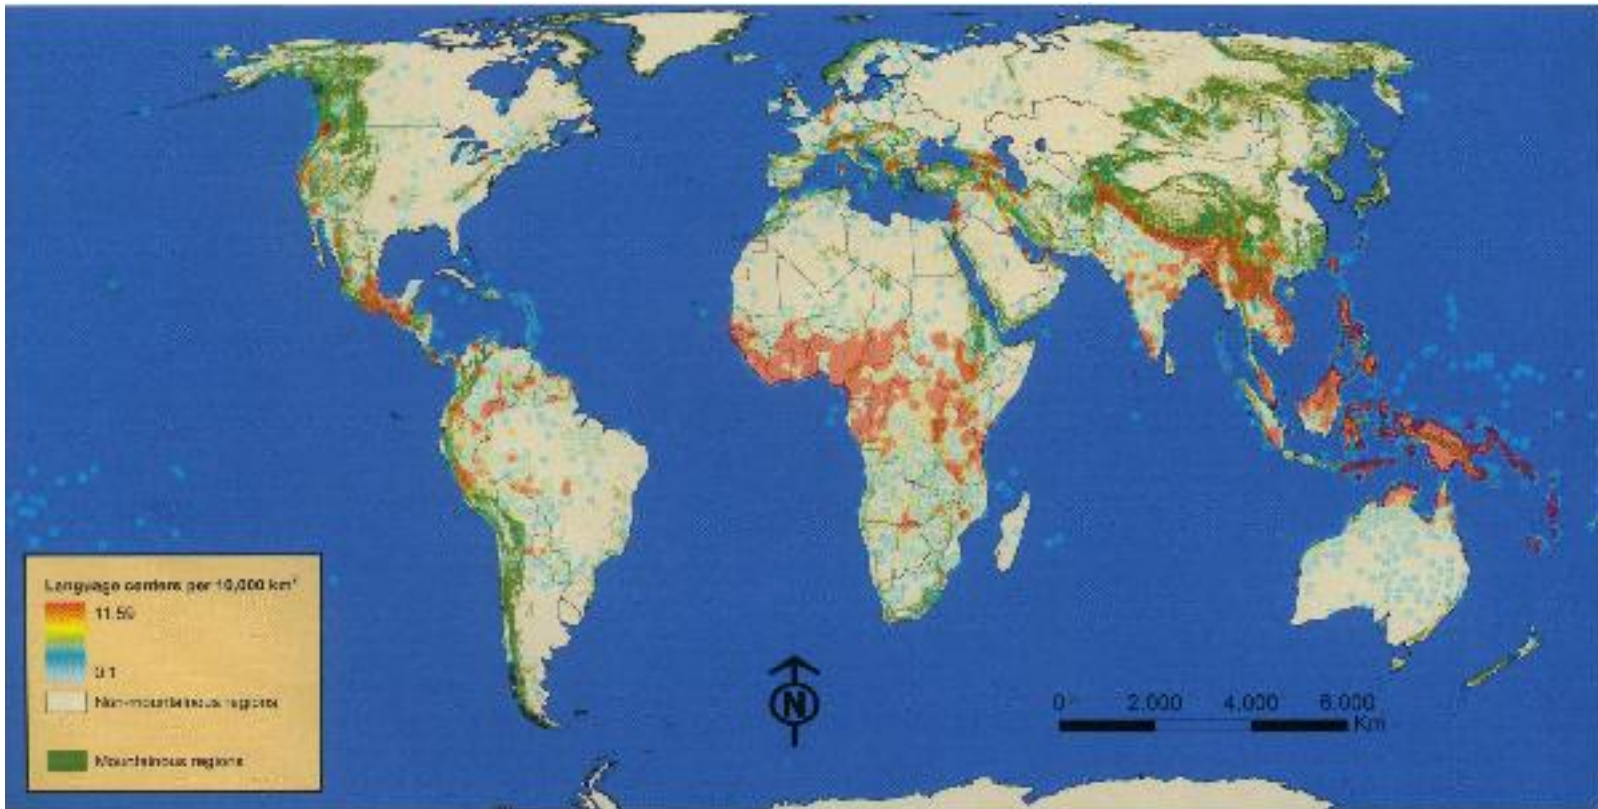 Language centers per 10,000 km²
11.59
0.1
Non-mountainous regions
Mountainous regions
N
0 2,000 4,000 6,000
Km